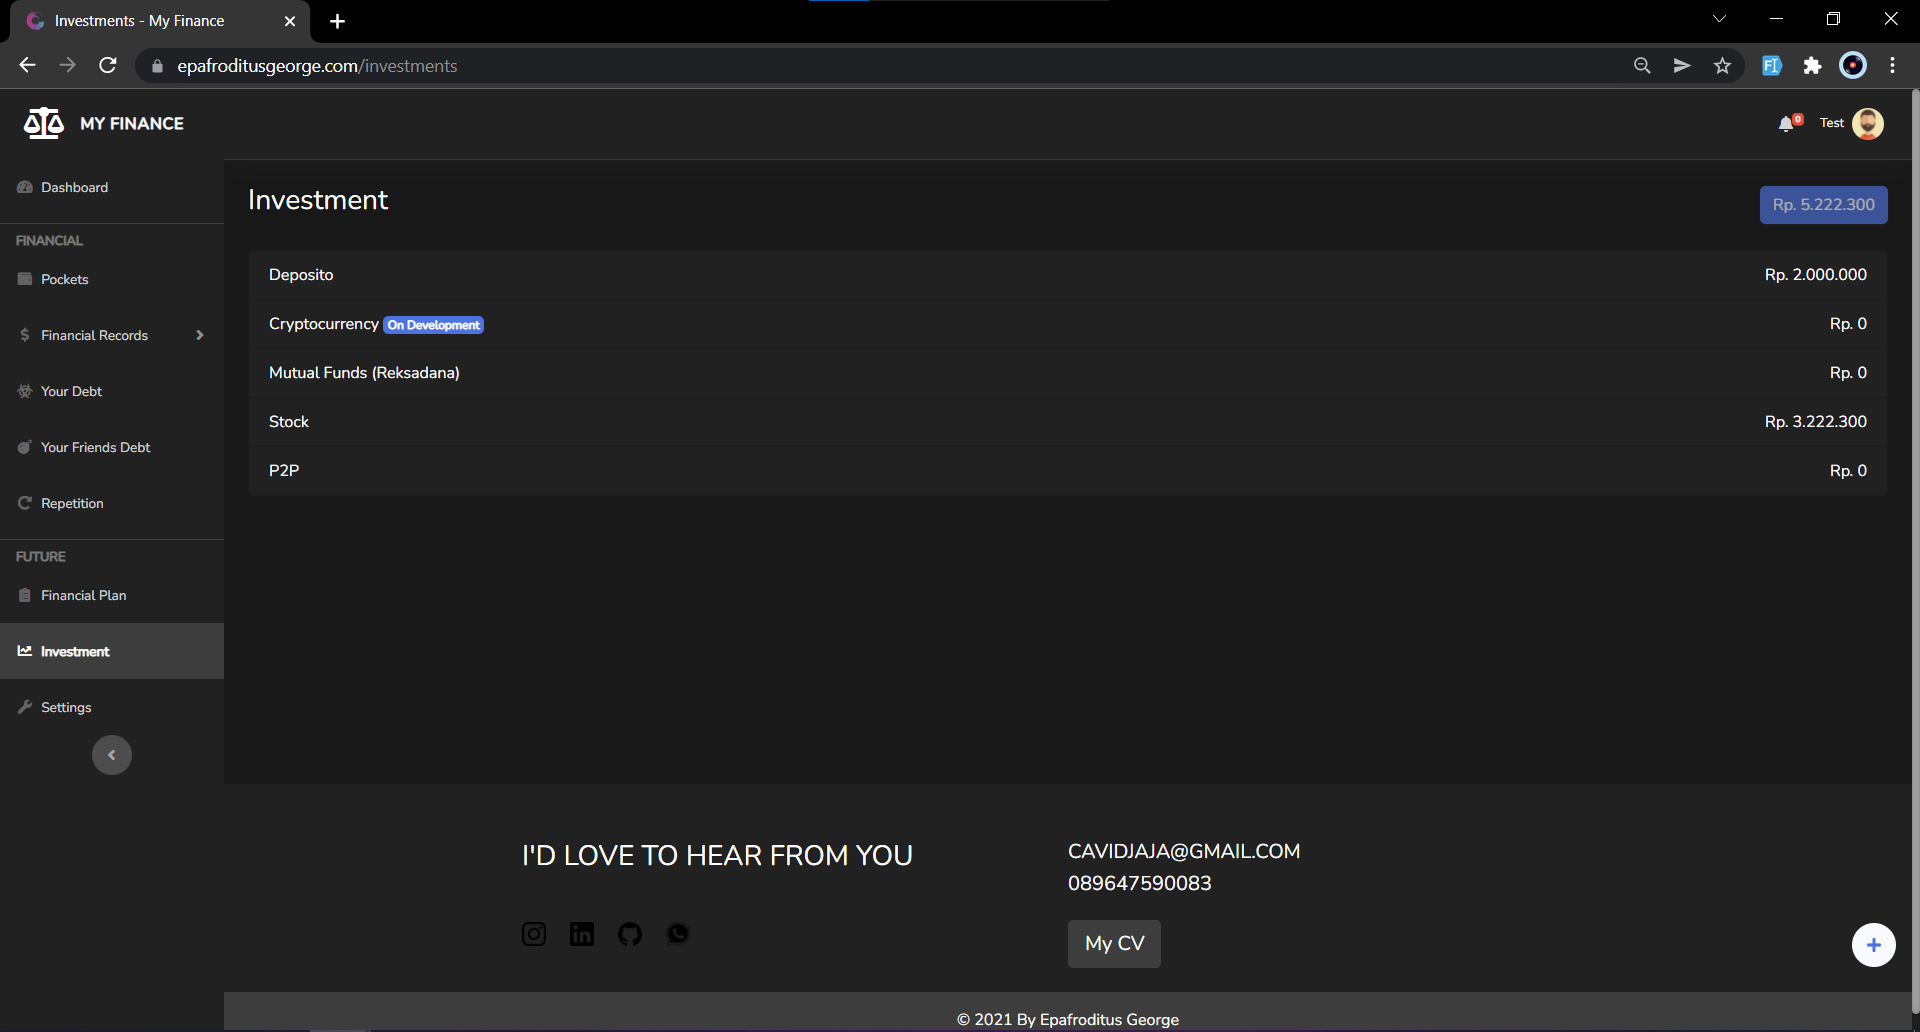 Investments - My Finance
epafroditusgeorge.com/investments
MY FINANCE
0
Test
Dashboard
FINANCIAL
Pockets
Financial Records
Your Debt
Your Friends Debt
Repetition
FUTURE
Financial Plan
Investment
Settings
Investment
Rp. 5.222.300
Deposito Rp. 2.000.000
Cryptocurrency On Development Rp. 0
Mutual Funds (Reksadana) Rp. 0
Stock Rp. 3.222.300
P2P Rp. 0
I'D LOVE TO HEAR FROM YOU
CAVIDJAJA@GMAIL.COM
089647590083
My CV
© 2021 By Epafroditus George